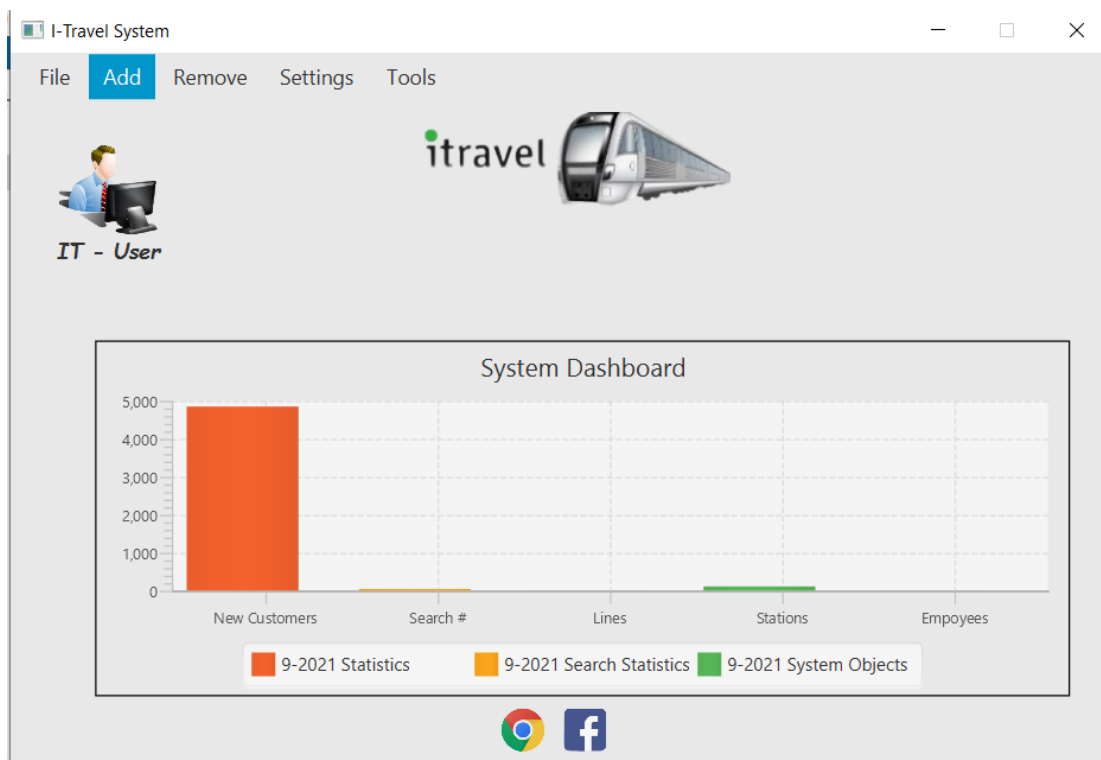 I-Travel System
File Add Remove Settings Tools
itravel
IT - User
System Dashboard
5,000
4,000
3,000
2,000
1,000
0
New Customers Search # Lines Stations Empoyees
9-2021 Statistics 9-2021 Search Statistics 9-2021 System Objects